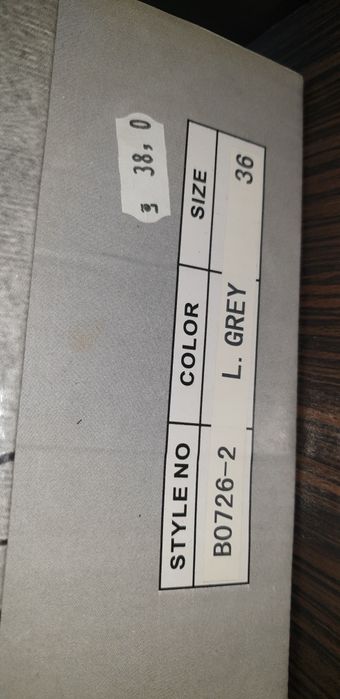 38,0
STYLE NO COLOR SIZE
B0726-2 L. GREY 36